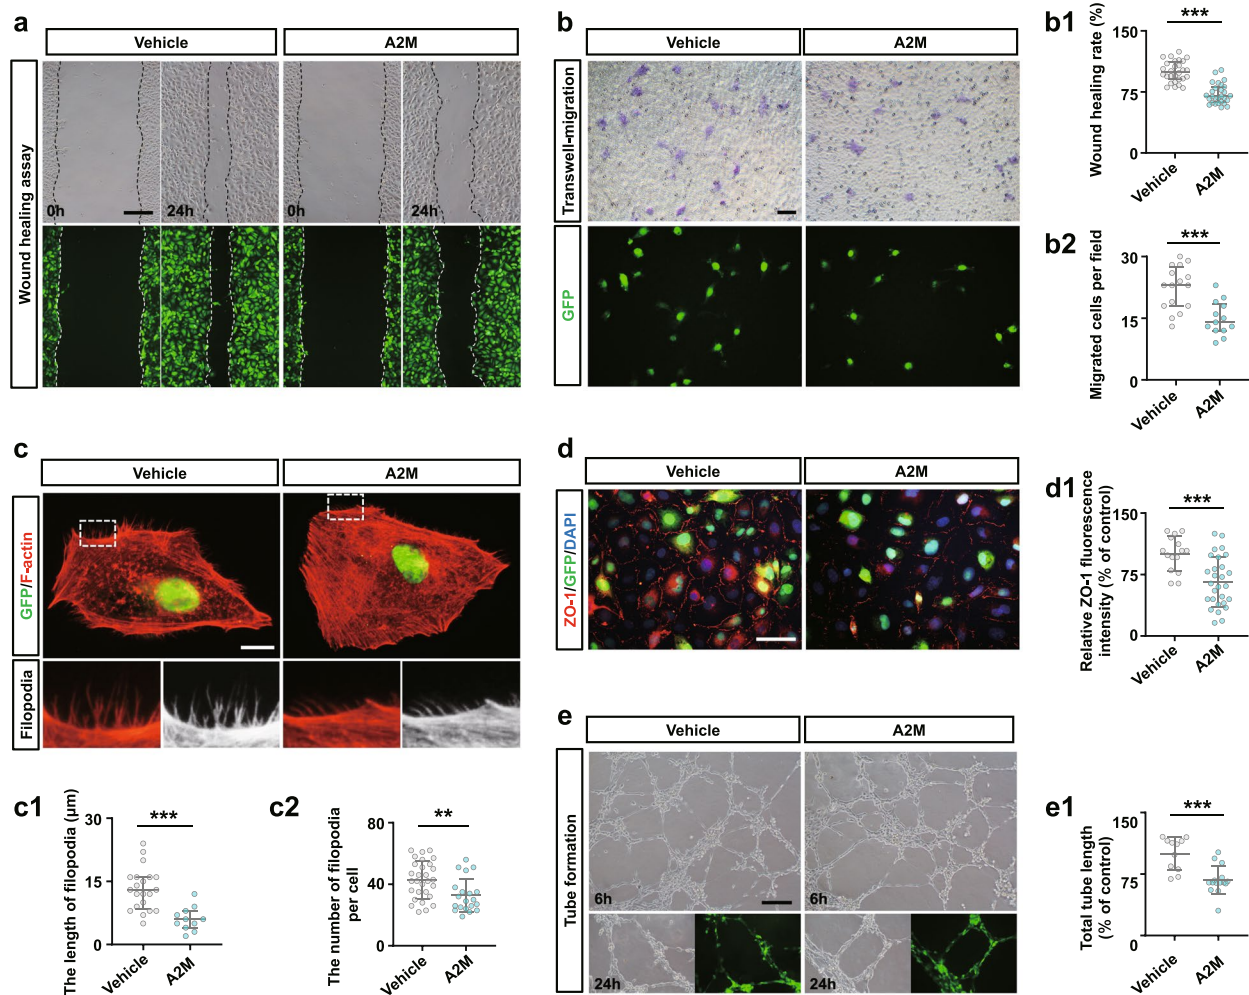 a
Vehicle
A2M
Wound healing assay
0h
24h
0h
24h
b
Vehicle
A2M
Transwell-migration
GFP
b1
Wound healing rate (%)
150
75
0
***
Vehicle
A2M
b2
Migrated cells per field
30
15
0
***
Vehicle
A2M
c
Vehicle
A2M
GFP/F-actin
Filopodia
c1
The length of filopodia (μm)
30
15
0
***
Vehicle
A2M
c2
The number of filopodia
per cell
80
40
0
**
Vehicle
A2M
d
Vehicle
A2M
ZO-1/GFP/DAPI
d1
Relative ZO-1 fluorescence
intensity (% of control)
150
75
0
***
Vehicle
A2M
e
Vehicle
A2M
Tube formation
6h
6h
24h
24h
e1
Total tube length
(% of control)
150
75
0
***
Vehicle
A2M